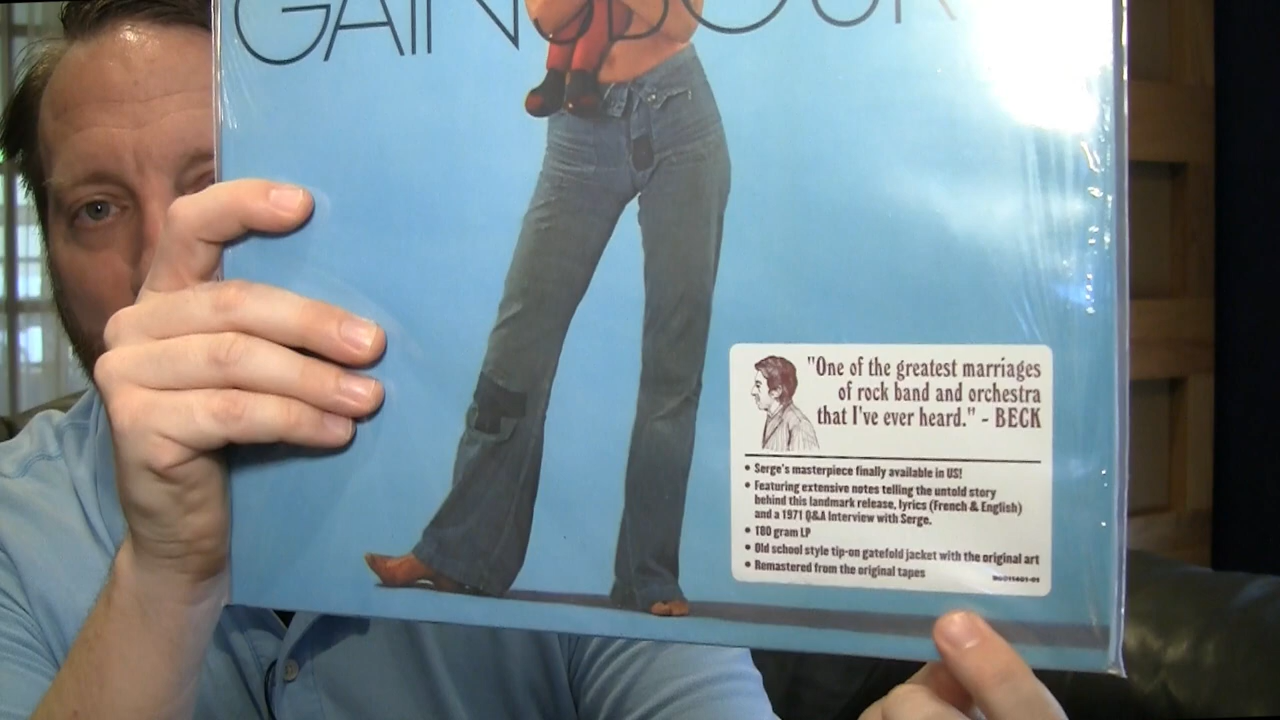 GAINSBOUR
"One of the greatest marriages
of rock band and orchestra
that I've ever heard." - BECK
• Serge's masterpiece finally available in US!
• Featuring extensive notes telling the untold story
behind this landmark release, lyrics (French & English)
and a 1971 Q&A Interview with Serge.
• 180 gram LP
• Old school style tip-on gatefold jacket with the original art
• Remastered from the original tapes